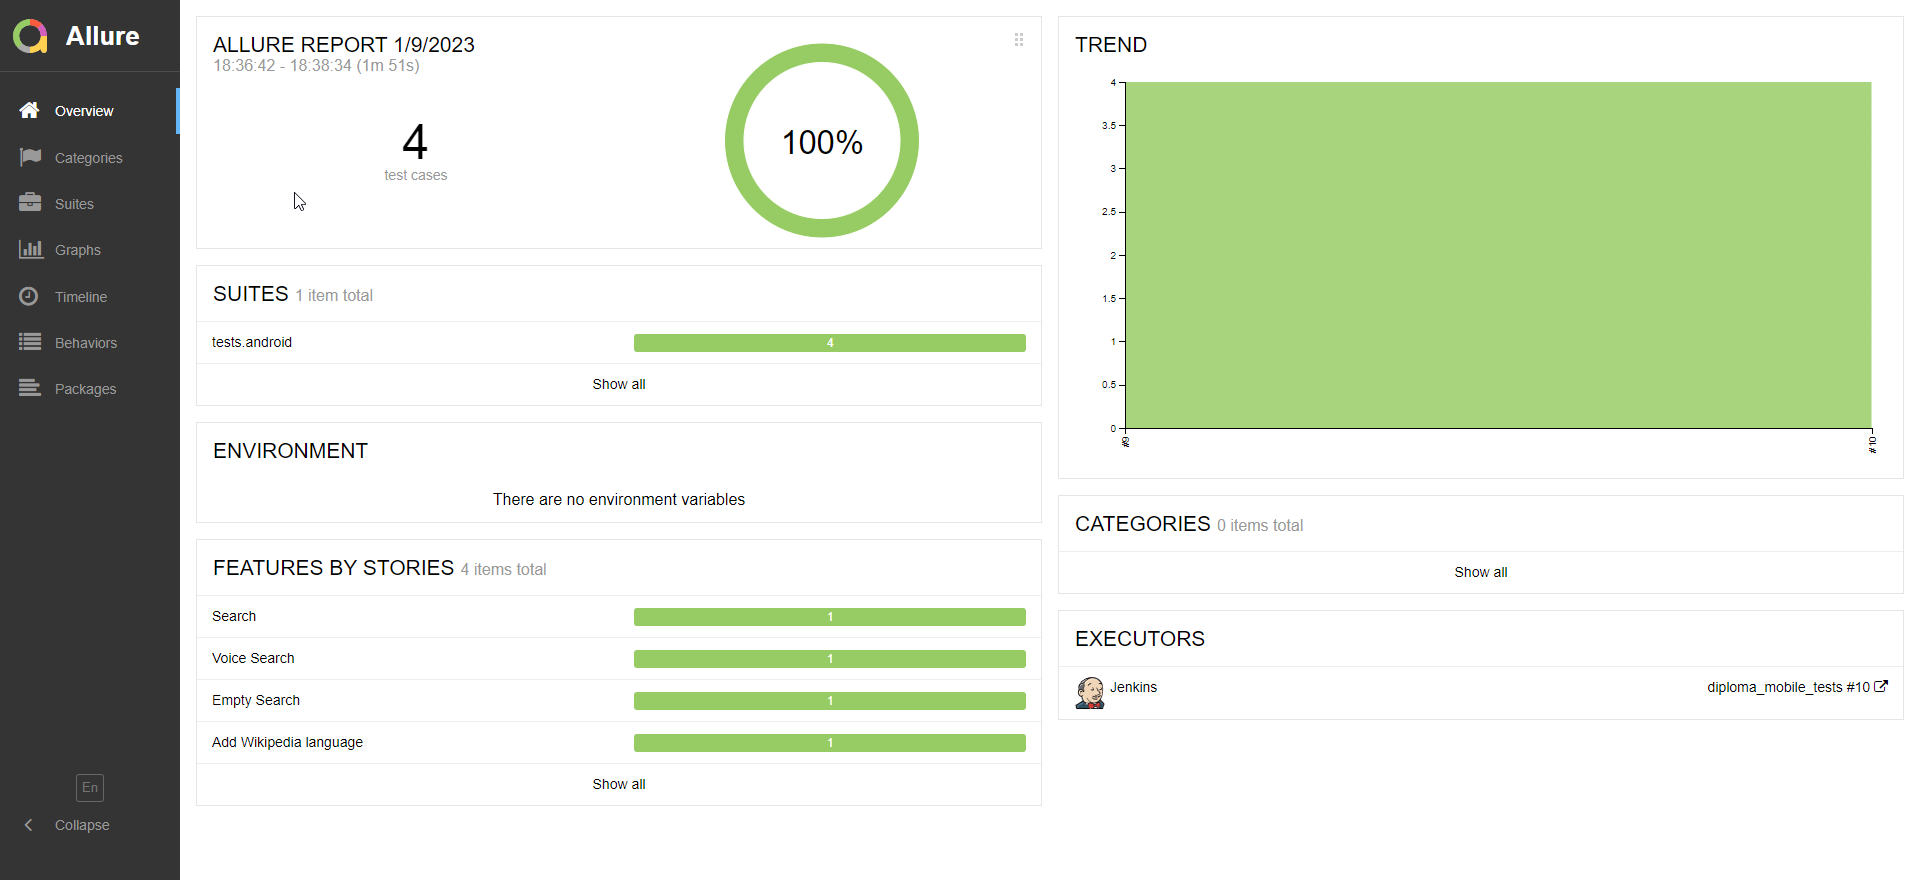 Allure
Overview
Categories
Suites
Graphs
Timeline
Behaviors
Packages
En
Collapse
ALLURE REPORT 1/9/2023
18:36:42 - 18:38:34 (1m 51s)
4
test cases
100%
SUITES 1 item total
tests.android 4
Show all
ENVIRONMENT
There are no environment variables
FEATURES BY STORIES 4 items total
Search 1
Voice Search 1
Empty Search 1
Add Wikipedia language 1
Show all
TREND
4
3.5
3
2.5
2
1.5
1
0.5
0
#9
#10
CATEGORIES 0 items total
Show all
EXECUTORS
Jenkins diploma_mobile_tests #10